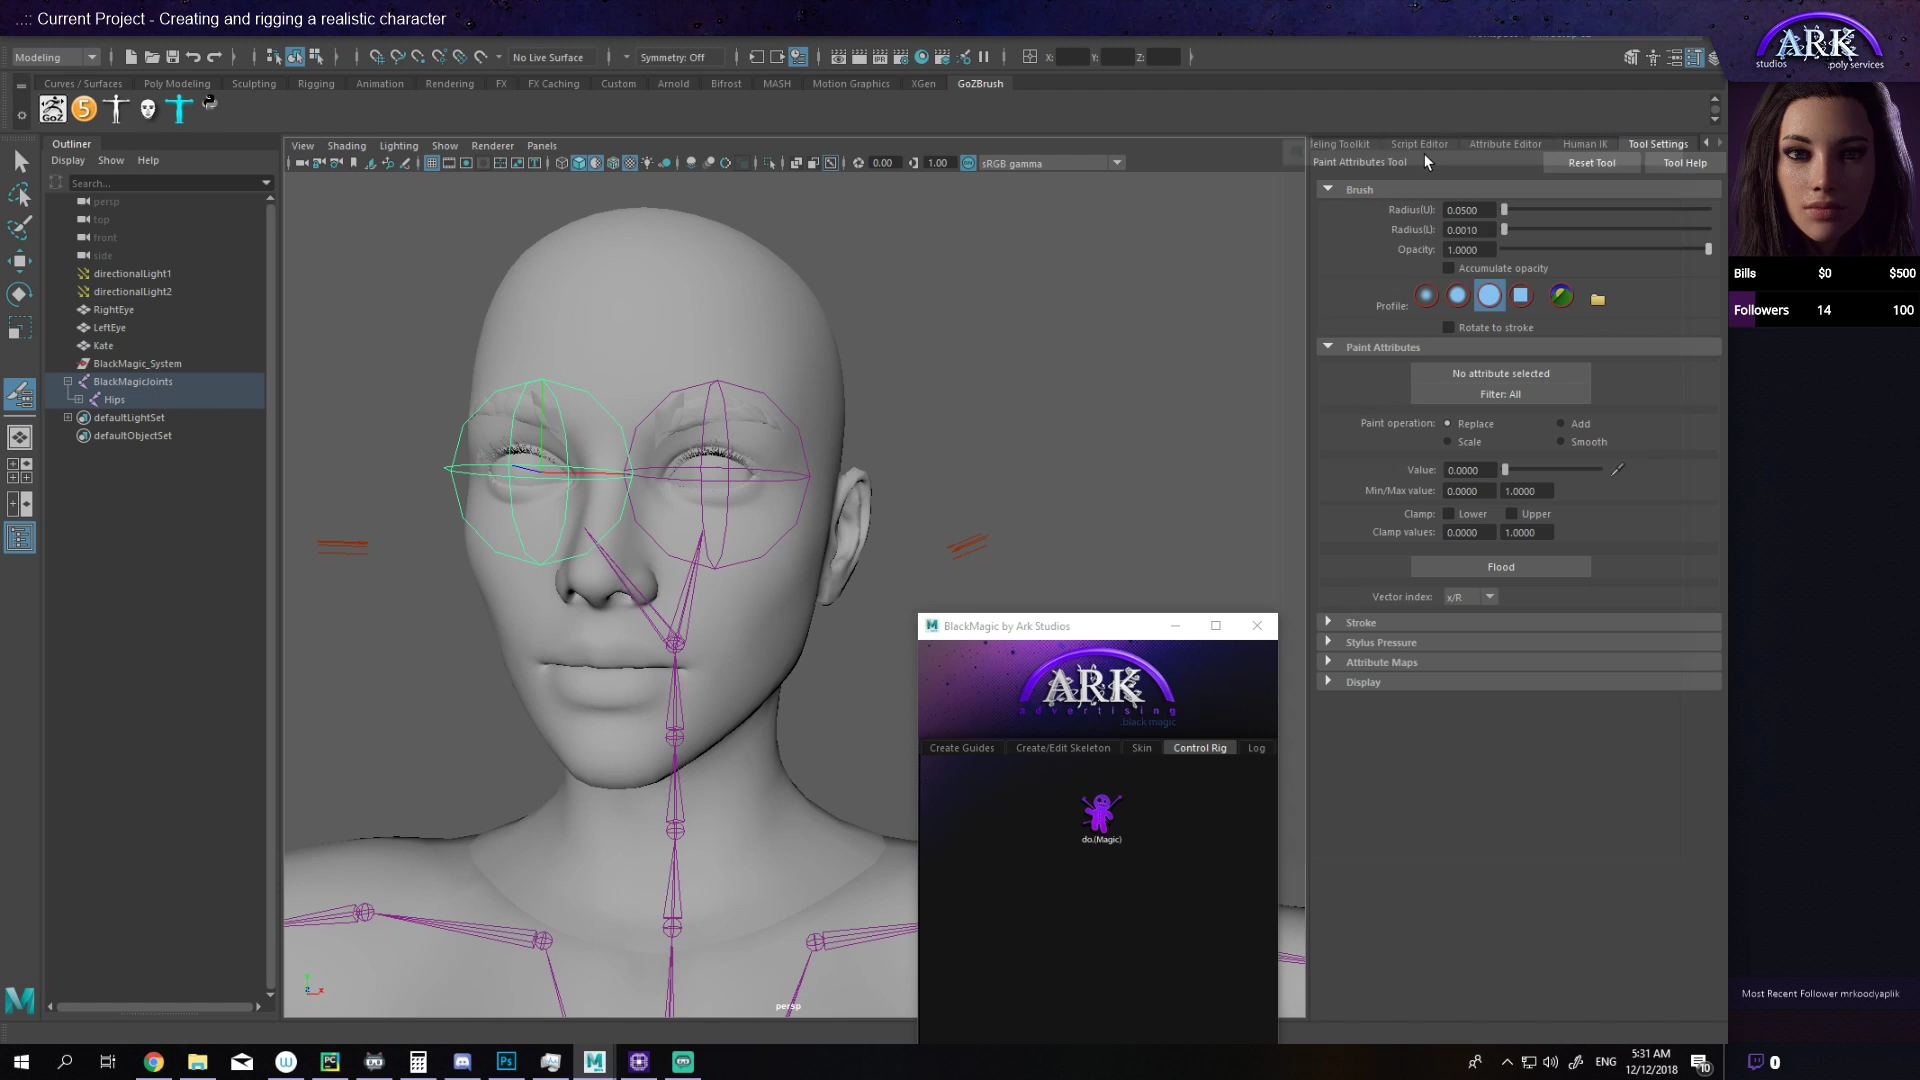 ..:: Current Project - Creating and rigging a realistic character
ARK
studios
.poly services
Modeling
No Live Surface
Symmetry: Off
X:
Y:
Z:
Curves / Surfaces
Poly Modeling
Sculpting
Rigging
Animation
Rendering
FX
FX Caching
Custom
Arnold
Bifrost
MASH
Motion Graphics
XGen
GoZBrush
GoZ
5
Outliner
Display
Show
Help
Search...
persp
top
front
side
directionalLight1
directionalLight2
RightEye
LeftEye
Kate
BlackMagic_System
BlackMagicJoints
Hips
defaultLightSet
defaultObjectSet
View
Shading
Lighting
Show
Renderer
Panels
0.00
1.00
sRGB gamma
persp
eling Toolkit
Script Editor
Attribute Editor
Human IK
Tool Settings
Paint Attributes Tool
Reset Tool
Tool Help
Brush
Radius(U): 0.0500
Radius(L): 0.0010
Opacity: 1.0000
Accumulate opacity
Profile:
Rotate to stroke
Paint Attributes
No attribute selected
Filter: All
Paint operation: Replace Add
Scale Smooth
Value: 0.0000
Min/Max value: 0.0000 1.0000
Clamp: Lower Upper
Clamp values: 0.0000 1.0000
Flood
Vector index: x/R
Stroke
Stylus Pressure
Attribute Maps
Display
BlackMagic by Ark Studios
ARK
advertising
.black magic
Create Guides
Create/Edit Skeleton
Skin
Control Rig
Log
do.(Magic)
Bills $0 $500
Followers 14 100
Most Recent Follower mrkoodyaplik
ENG
5:31 AM
12/12/2018
10
0